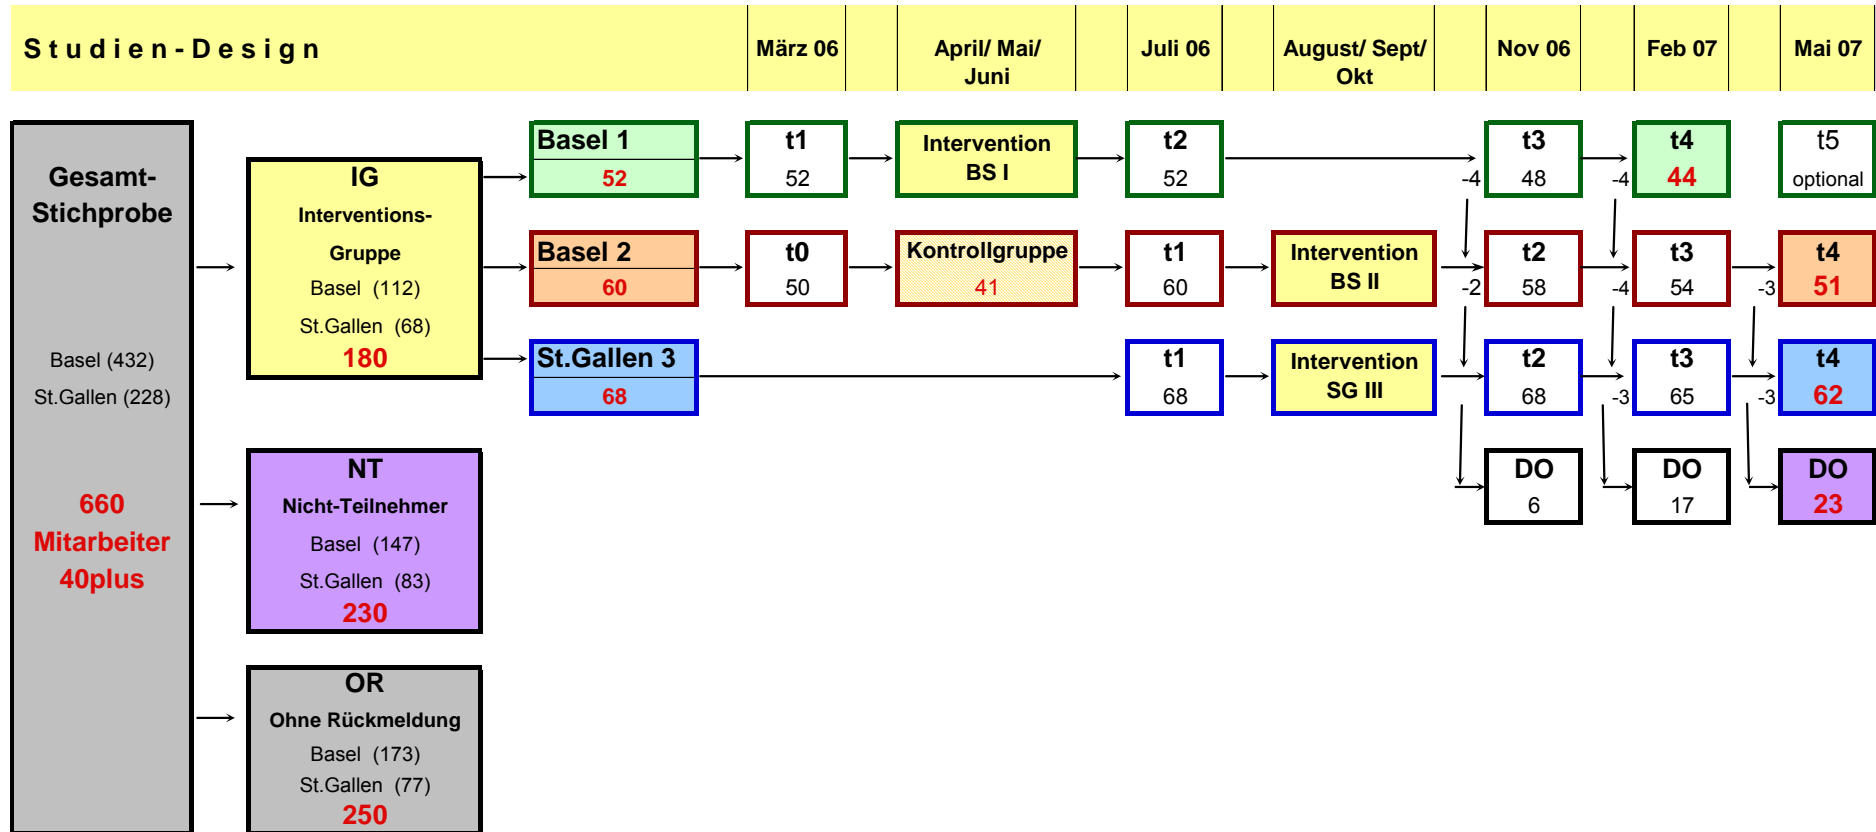 Studien-Design
März 06
April/ Mai/
Juni
Juli 06
August/ Sept/
Okt
Nov 06
Feb 07
Mai 07
Gesamt-
Stichprobe
Basel (432)
St.Gallen (228)
660
Mitarbeiter
40plus
IG
Interventions-
Gruppe
Basel (112)
St.Gallen (68)
180
NT
Nicht-Teilnehmer
Basel (147)
St.Gallen (83)
230
OR
Ohne Rückmeldung
Basel (173)
St.Gallen (77)
250
Basel 1
52
t1
52
Intervention
BS I
t2
52
-4
t3
48
-4
t4
44
t5
optional
Basel 2
60
t0
50
Kontrollgruppe
41
t1
60
Intervention
BS II
-2
t2
58
-4
t3
54
-3
t4
51
St.Gallen 3
68
t1
68
Intervention
SG III
t2
68
-3
t3
65
-3
t4
62
DO
6
DO
17
DO
23